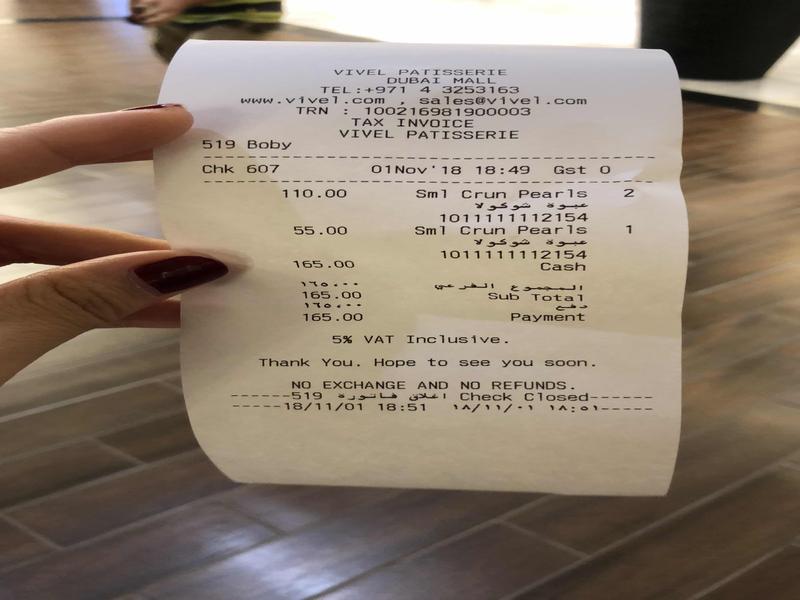 VIVEL PATISSERIE
DUBAI MALL
TEL:+971 4 3253163
www.vivel.com , sales@vivel.com
TRN : 100216981900003
TAX INVOICE
VIVEL PATISSERIE
519 Boby
Chk 607 01Nov'18 18:49 Gst 0
110.00 Sml Crun Pearls 2
عبوة شوكولا
1011111112154
55.00 Sml Crun Pearls 1
عبوة شوكولا
1011111112154
165.00 Cash
١٦٥.٠٠ المجموع الفرعي
165.00 Sub Total
١٦٥.٠٠ دفع
165.00 Payment
5% VAT Inclusive.
Thank You. Hope to see you soon.
NO EXCHANGE AND NO REFUNDS.
------519 اغلاق فاتورة Check Closed------
-----18/11/01 18:51 ١٨/١١/٠١ ١٨:٥١-----